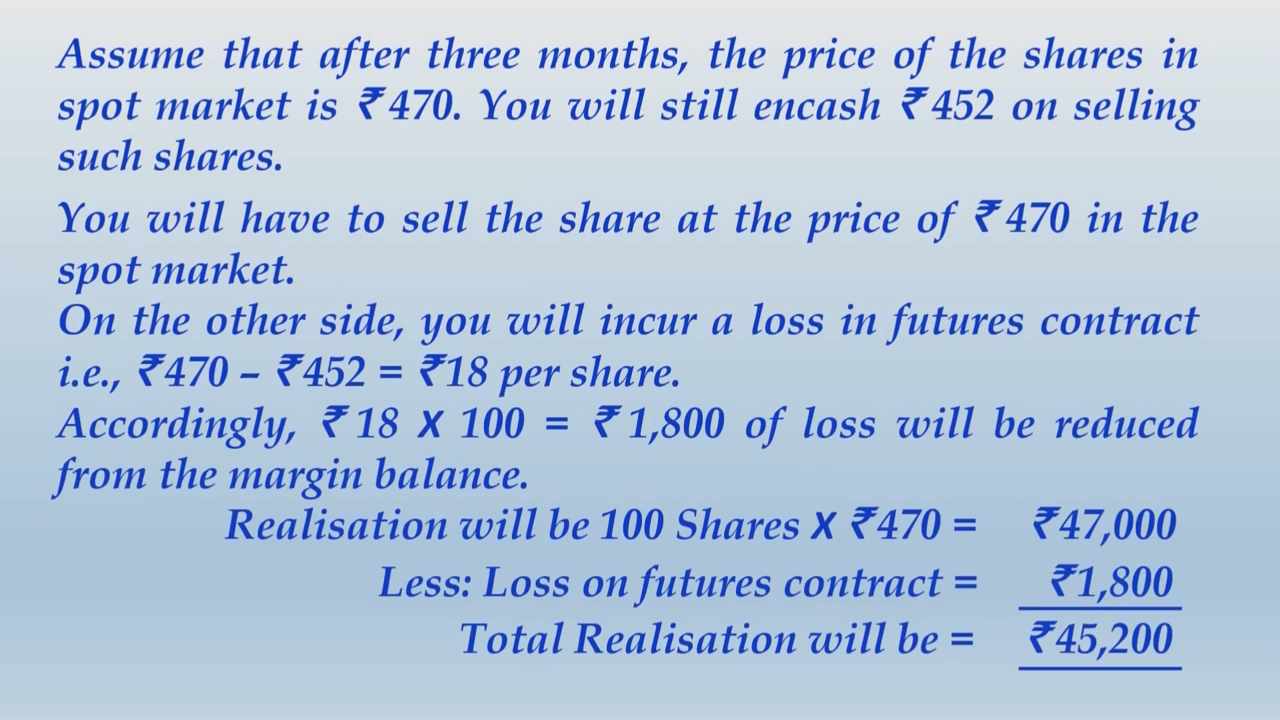 Assume that after three months, the price of the shares in
spot market is ₹470. You will still encash ₹452 on selling
such shares.
You will have to sell the share at the price of ₹470 in the
spot market.
On the other side, you will incur a loss in futures contract
i.e., ₹470 – ₹452 = ₹18 per share.
Accordingly, ₹18 X 100 = ₹1,800 of loss will be reduced
from the margin balance.
Realisation will be 100 Shares X ₹470 = ₹47,000
Less: Loss on futures contract = ₹1,800
Total Realisation will be = ₹45,200